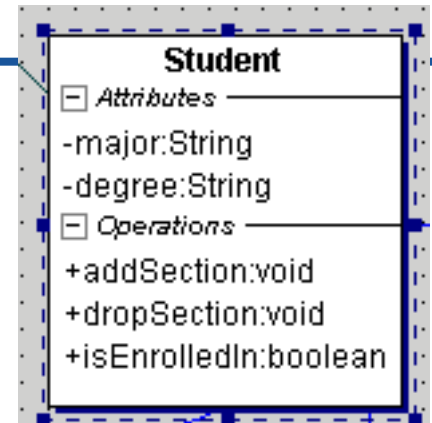 Student
Attributes
-major:String
-degree:String
Operations
+addSection:void
+dropSection:void
+isEnrolledIn:boolean